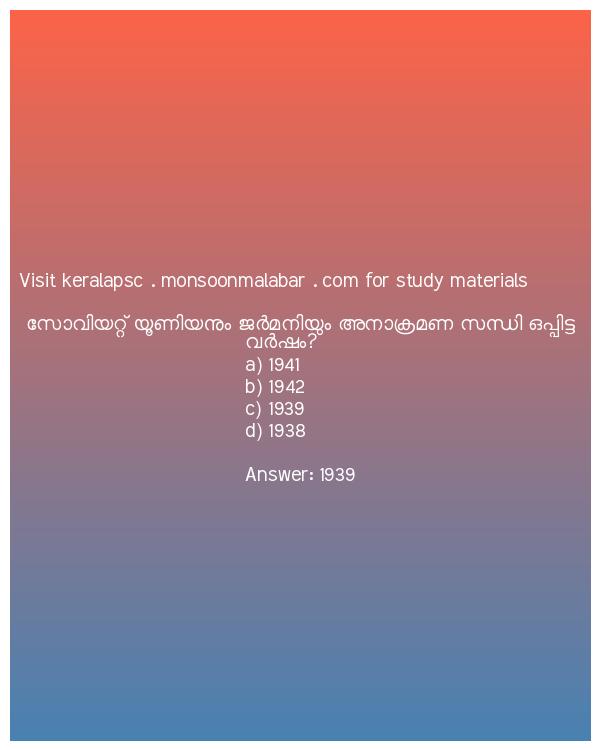 Visit keralapsc . monsoonmalabar . com for study materials
സോവിയറ്റ് യൂണിയനും ജർമനിയും അനാക്രമണ സന്ധി ഒപ്പിട്ട
വർഷം?
a) 1941
b) 1942
c) 1939
d) 1938
Answer: 1939